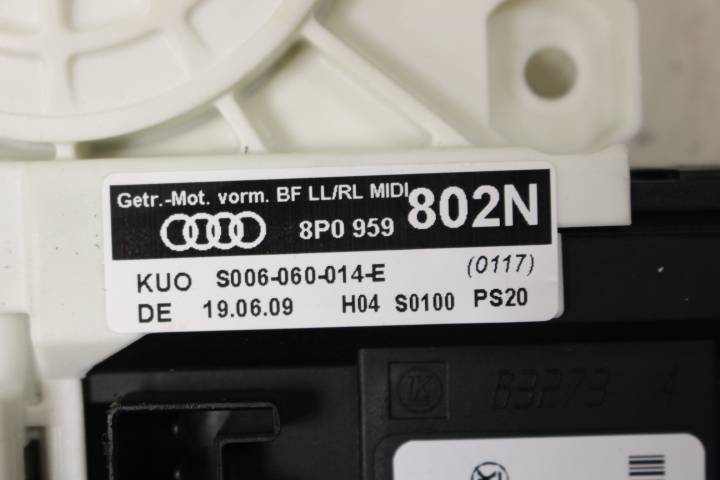 Getr.-Mot. vorm. BF LL/RL MIDI
8P0 959 802N
KUO S006-060-014-E (0117)
DE 19.06.09 H04 S0100 PS20
63273 A